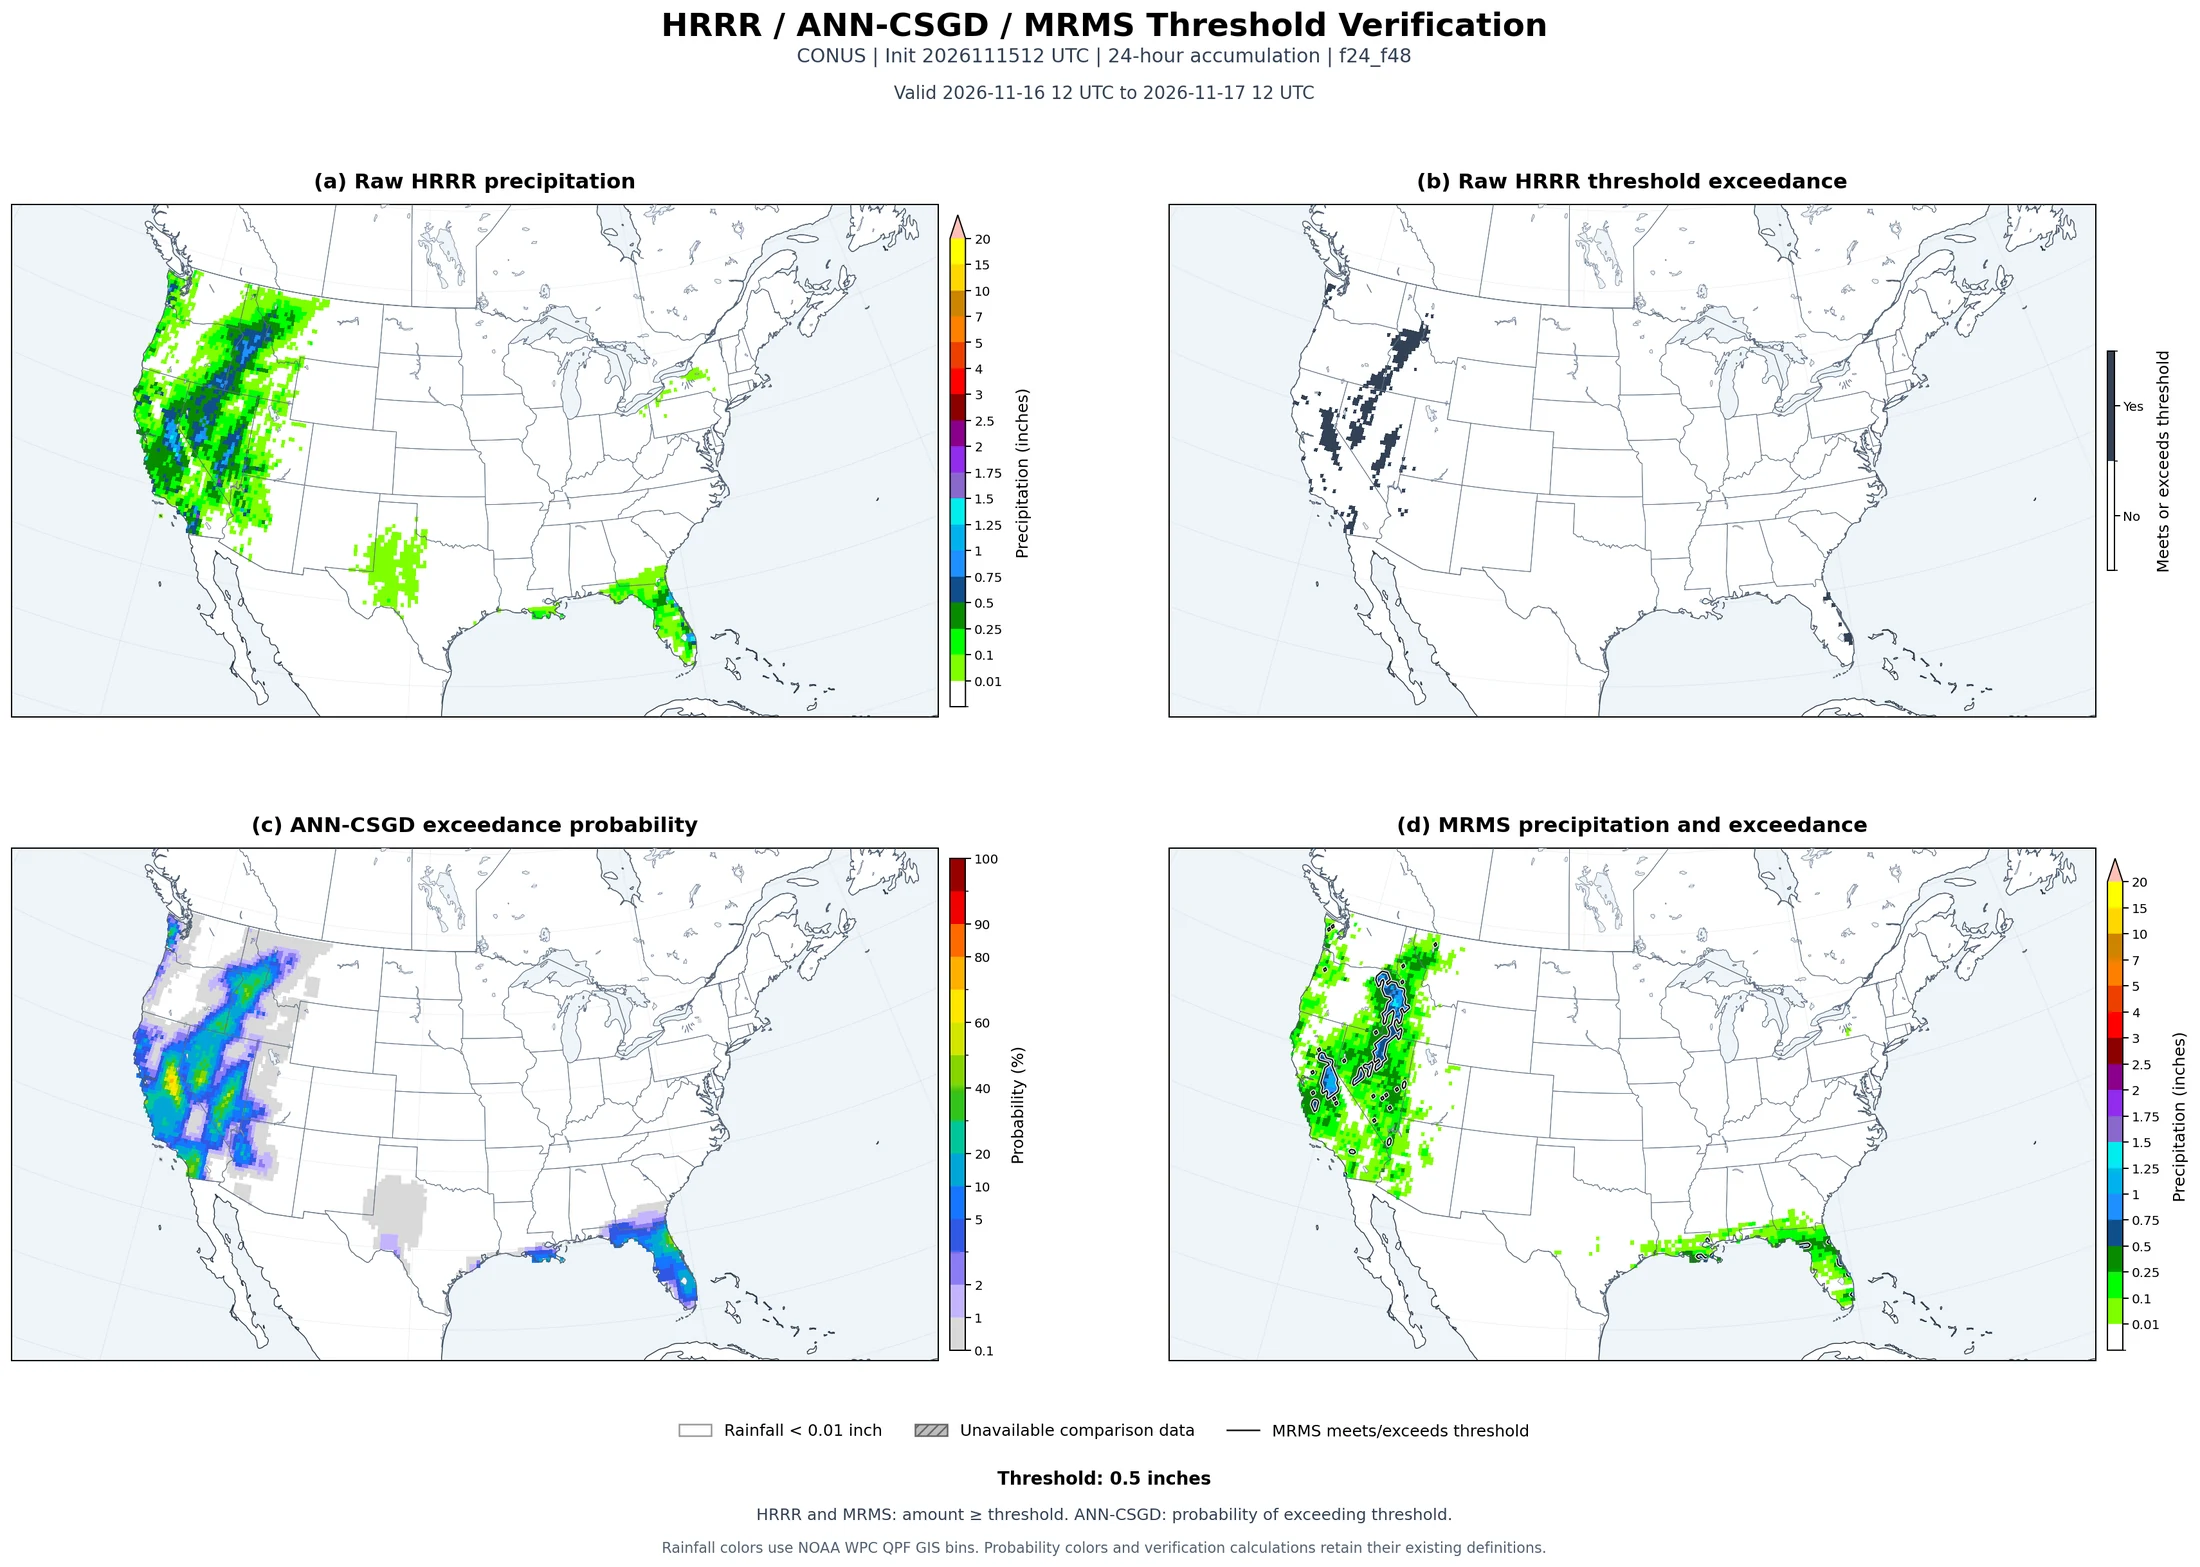 HRRR / ANN-CSGD / MRMS Threshold Verification
CONUS | Init 2026111512 UTC | 24-hour accumulation | f24_f48
Valid 2026-11-16 12 UTC to 2026-11-17 12 UTC
(a) Raw HRRR precipitation
20
15
10
7
5
4
3
2.5
2
1.75
1.5
1.25
1
0.75
0.5
0.25
0.1
0.01
Precipitation (inches)
(b) Raw HRRR threshold exceedance
Yes
No
Meets or exceeds threshold
(c) ANN-CSGD exceedance probability
100
90
80
60
40
20
10
5
2
1
0.1
Probability (%)
(d) MRMS precipitation and exceedance
20
15
10
7
5
4
3
2.5
2
1.75
1.5
1.25
1
0.75
0.5
0.25
0.1
0.01
Precipitation (inches)
Rainfall < 0.01 inch
Unavailable comparison data
MRMS meets/exceeds threshold
Threshold: 0.5 inches
HRRR and MRMS: amount ≥ threshold. ANN-CSGD: probability of exceeding threshold.
Rainfall colors use NOAA WPC QPF GIS bins. Probability colors and verification calculations retain their existing definitions.